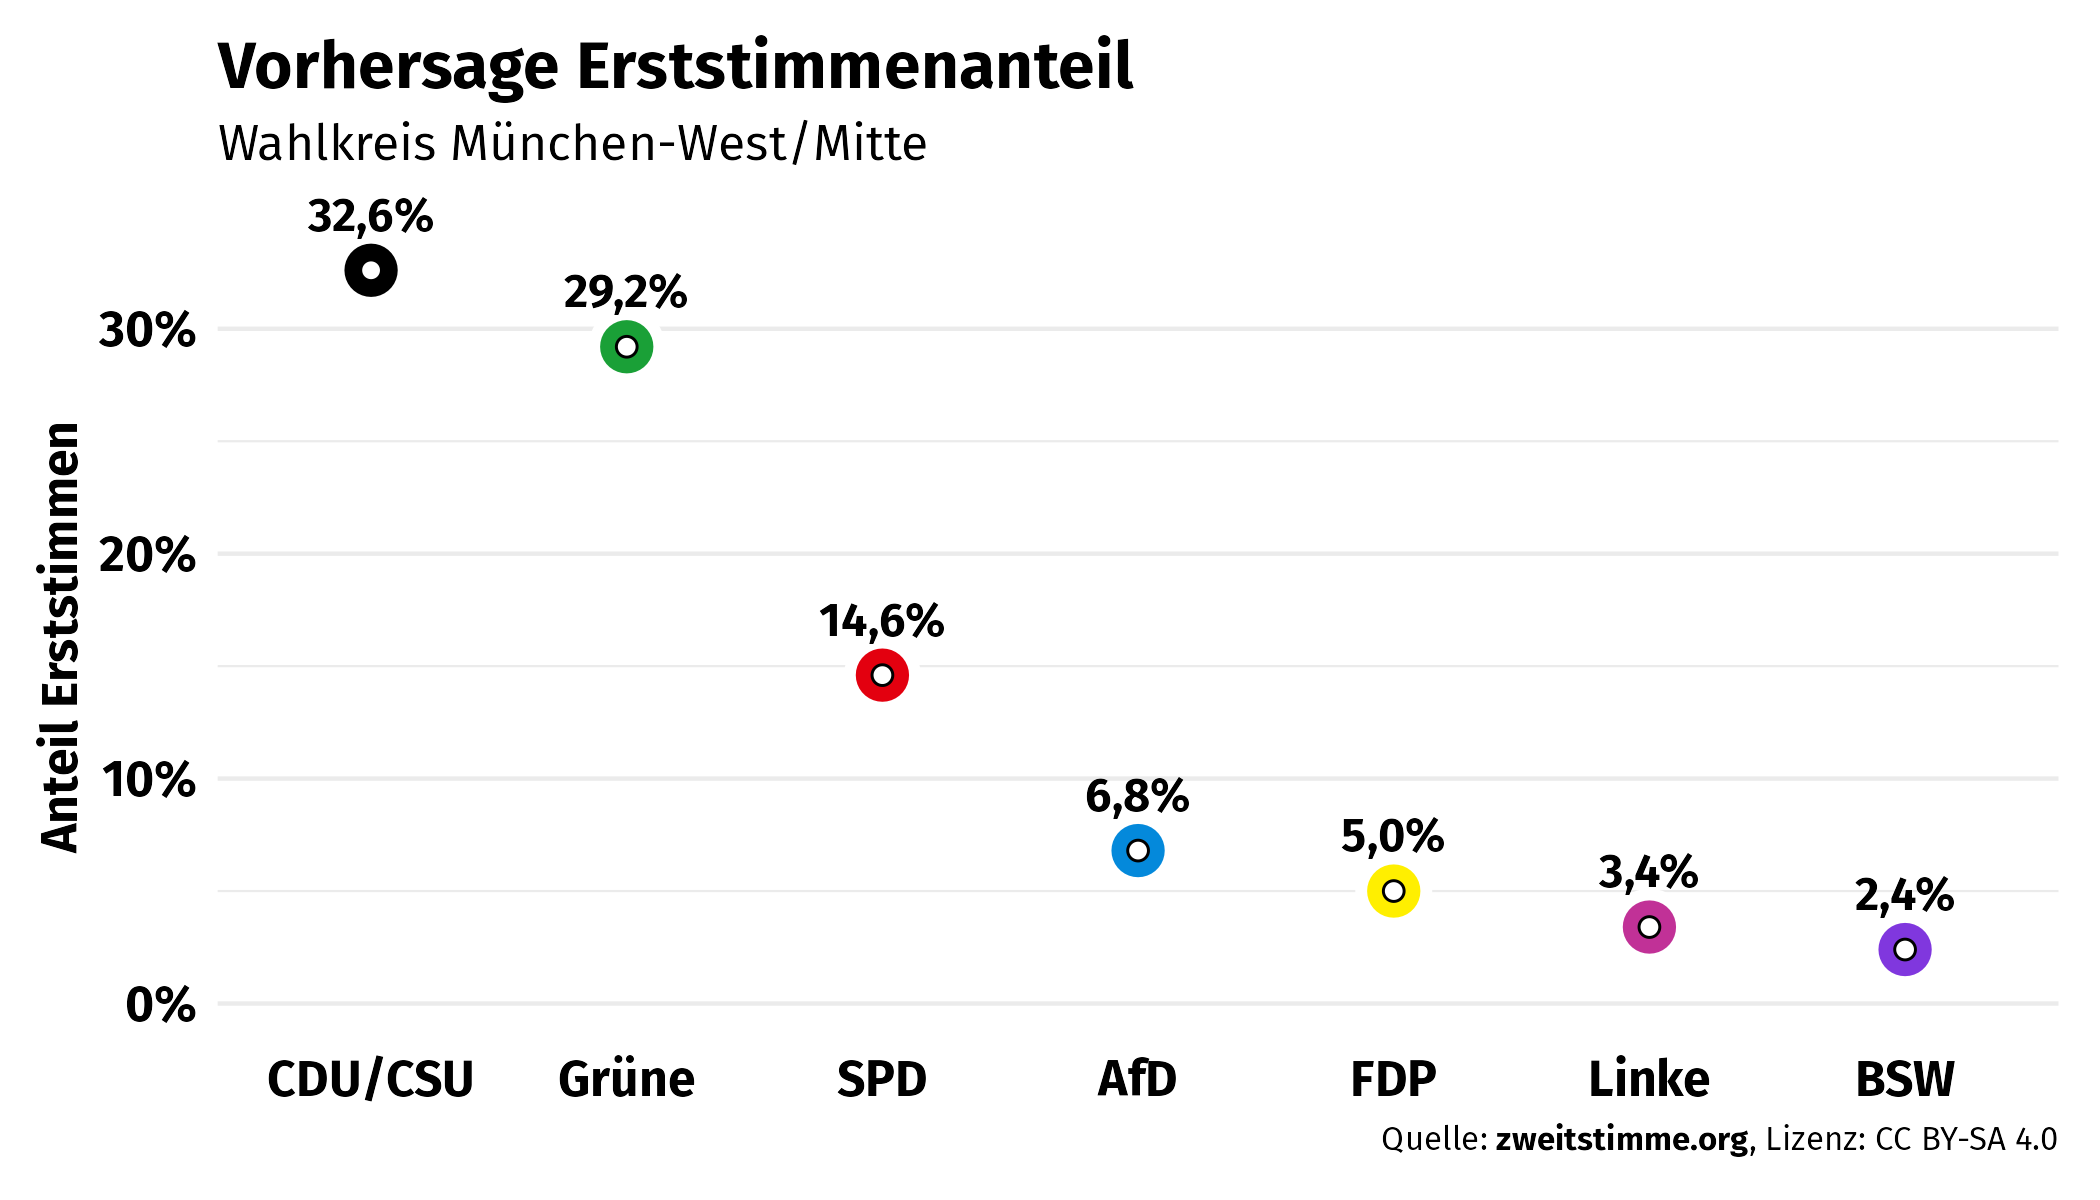 Vorhersage Erststimmenanteil
Wahlkreis München-West/Mitte
Anteil Erststimmen
30%
20%
10%
0%
32,6%
29,2%
14,6%
6,8%
5,0%
3,4%
2,4%
CDU/CSU Grüne SPD AfD FDP Linke BSW
Quelle: zweitstimme.org, Lizenz: CC BY-SA 4.0